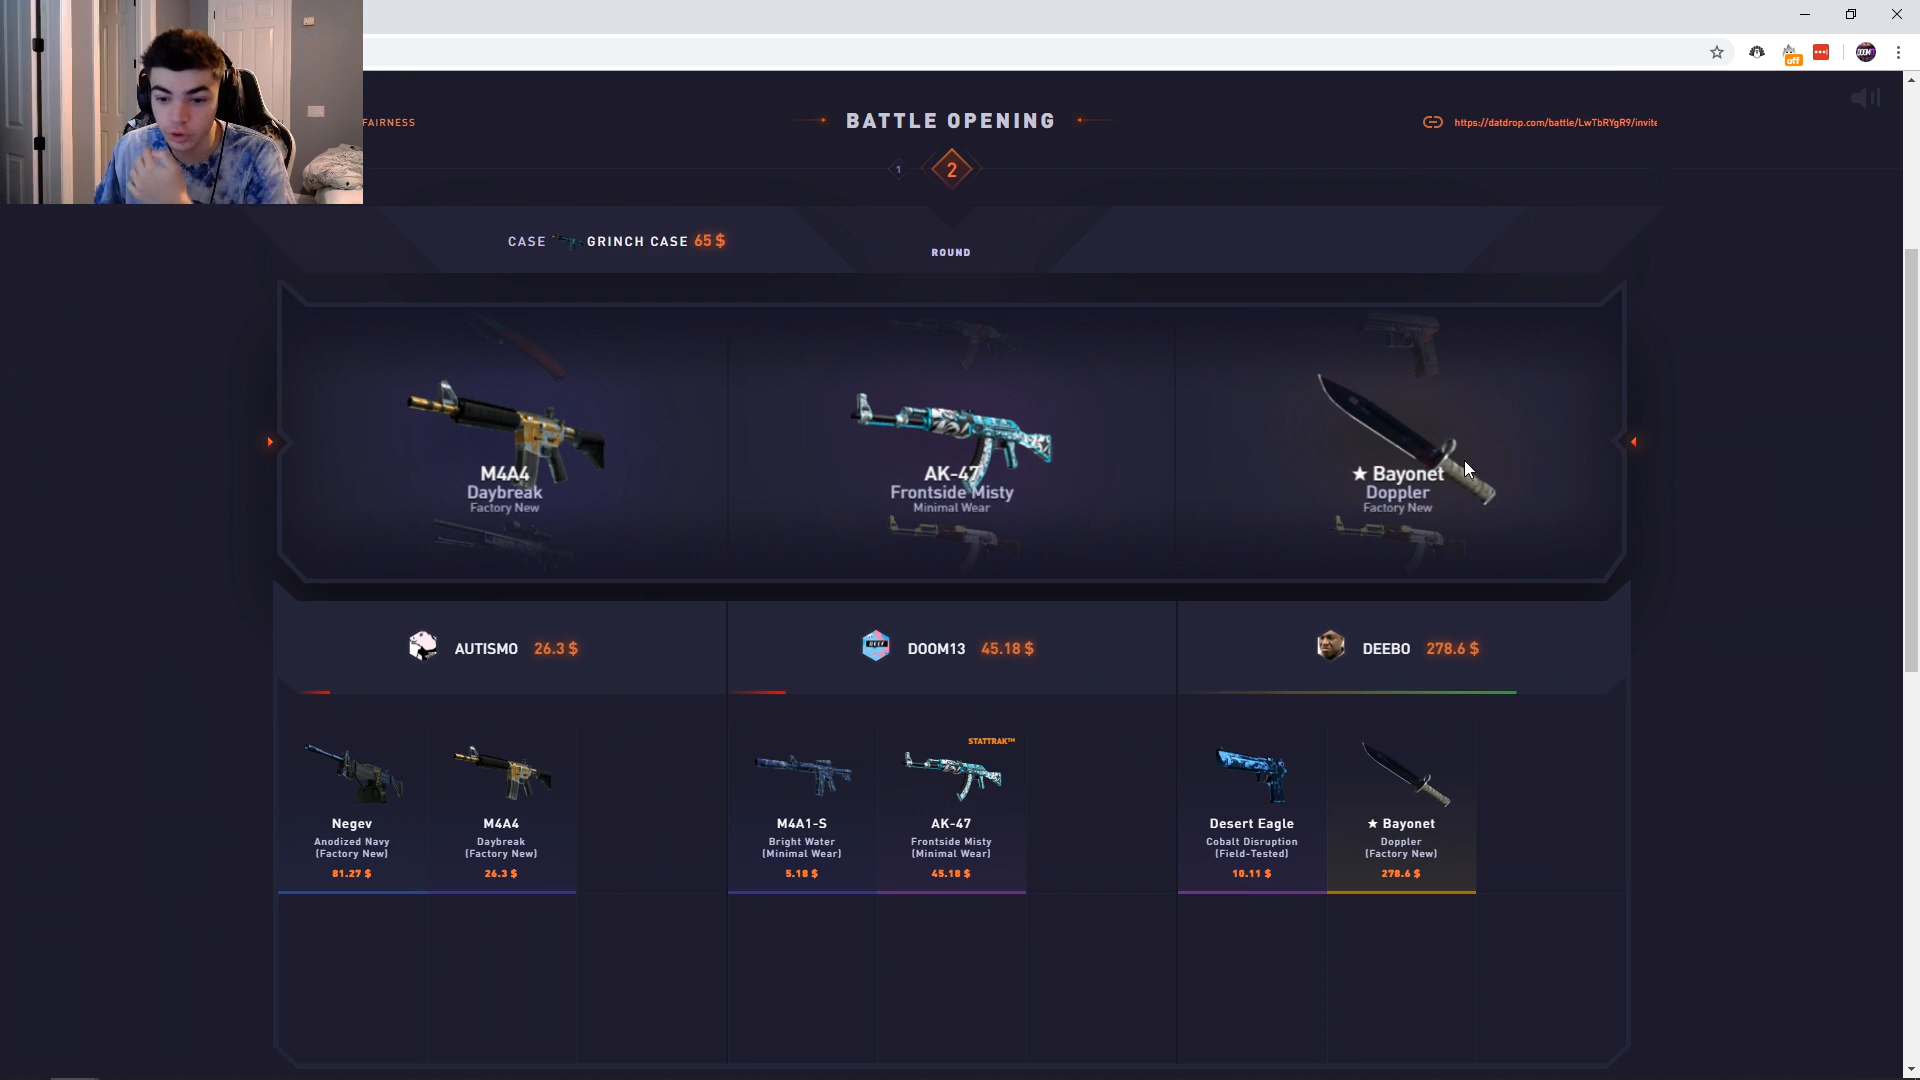 off
FAIRNESS
BATTLE OPENING
https://datdrop.com/battle/LwTbRYgR9/invite
1
2
CASE GRINCH CASE 65 $
ROUND
M4A4
Daybreak
Factory New
AK-47
Frontside Misty
Minimal Wear
★ Bayonet
Doppler
Factory New
AUTISMO 26.3 $
DOOM13 45.18 $
DEEBO 278.6 $
Negev
Anodized Navy
(Factory New)
81.27 $
M4A4
Daybreak
(Factory New)
26.3 $
M4A1-S
Bright Water
(Minimal Wear)
5.18 $
STATTRAK™
AK-47
Frontside Misty
(Minimal Wear)
45.18 $
Desert Eagle
Cobalt Disruption
(Field-Tested)
10.11 $
★ Bayonet
Doppler
(Factory New)
278.6 $